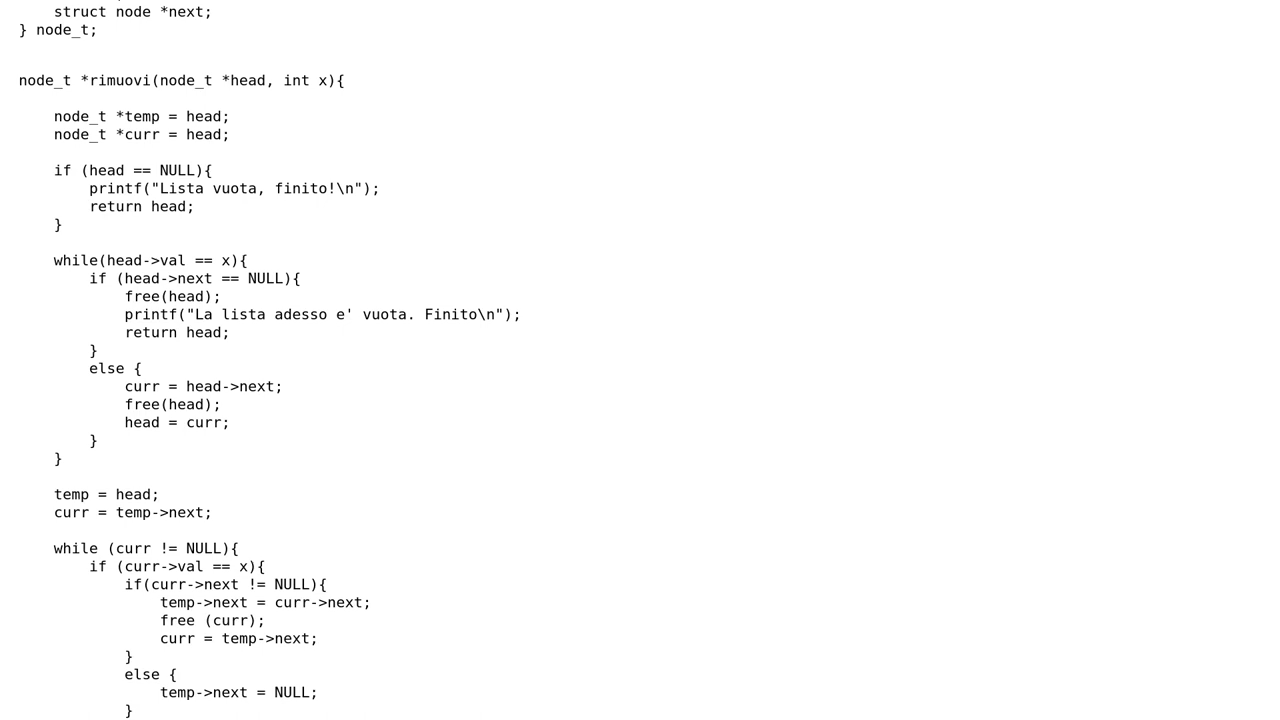 struct node *next;
} node_t;

node_t *rimuovi(node_t *head, int x){

    node_t *temp = head;
    node_t *curr = head;

    if (head == NULL){
        printf("Lista vuota, finito!\n");
        return head;
    }

    while(head->val == x){
        if (head->next == NULL){
            free(head);
            printf("La lista adesso e' vuota. Finito\n");
            return head;
        }
        else {
            curr = head->next;
            free(head);
            head = curr;
        }
    }

    temp = head;
    curr = temp->next;

    while (curr != NULL){
        if (curr->val == x){
            if(curr->next != NULL){
                temp->next = curr->next;
                free (curr);
                curr = temp->next;
            }
            else {
                temp->next = NULL;
            }